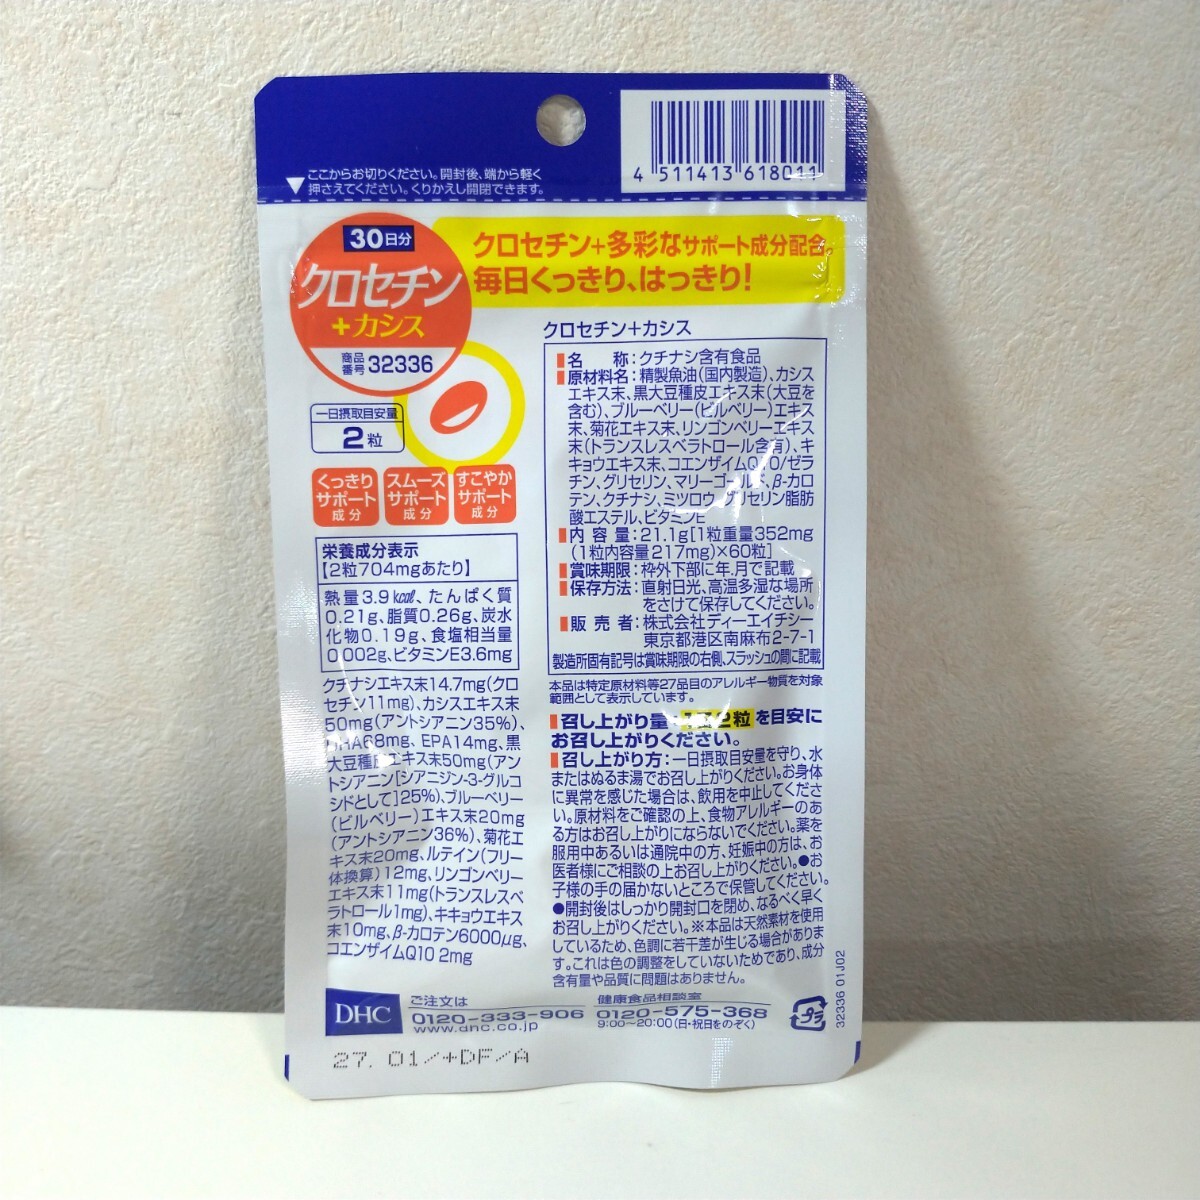 ここからお切りください。開封後、端から軽く
押さえてください。くりかえし開閉できます。
4 511413 618011
30日分
クロセチン
+カシス
商品番号 32336
クロセチン+多彩なサポート成分配合。
毎日くっきり、はっきり!
一日摂取目安量
2粒
くっきり
サポート
成分
スムーズ
サポート
成分
すこやか
サポート
成分
栄養成分表示
【2粒704mgあたり】
熱量3.9kcal、たんぱく質
0.21g、脂質0.26g、炭水
化物0.19g、食塩相当量
0.002g、ビタミンE3.6mg
クチナシエキス末14.7mg(クロ
セチン11mg)、カシスエキス末
50mg(アントシアニン35%)、
DHA68mg、EPA14mg、黒
大豆種皮エキス末50mg(アン
トシアニン[シアニジン-3-グルコ
シドとして]25%)、ブルーベリー
(ビルベリー)エキス末20mg
(アントシアニン36%)、菊花エ
キス末20mg、ルテイン(フリー
体換算)12mg、リンゴンベリー
エキス末11mg(トランスレスベ
ラトロール1mg)、キキョウエキス
末10mg、β-カロテン6000μg、
コエンザイムQ10 2mg
クロセチン+カシス
名称:クチナシ含有食品
原材料名:精製魚油(国内製造)、カシス
エキス末、黒大豆種皮エキス末(大豆を
含む)、ブルーベリー(ビルベリー)エキス
末、菊花エキス末、リンゴンベリーエキス
末(トランスレスベラトロール含有)、キ
キョウエキス末、コエンザイムQ10/ゼラ
チン、グリセリン、マリーゴールド、β-カロ
テン、クチナシ、ミツロウ、グリセリン脂肪
酸エステル、ビタミンE
内容量:21.1g[1粒重量352mg
(1粒内容量217mg)×60粒]
賞味期限:枠外下部に年.月で記載
保存方法:直射日光、高温多湿な場所
をさけて保存してください。
販売者:株式会社ディーエイチシー
東京都港区南麻布2-7-1
製造所固有記号は賞味期限の右側、スラッシュの間に記載
本品は特定原材料等27品目のアレルギー物質を対象
範囲として表示しています。
召し上がり量:1日2粒を目安に
お召し上がりください。
召し上がり方:一日摂取目安量を守り、水
またはぬるま湯でお召し上がりください。お身体
に異常を感じた場合は、飲用を中止してくださ
い。原材料をご確認の上、食物アレルギーのあ
る方はお召し上がりにならないでください。薬を
服用中あるいは通院中の方、妊娠中の方は、お
医者様にご相談の上お召し上がりください。●お
子様の手の届かないところで保管してください。
●開封後はしっかり開封口を閉め、なるべく早く
お召し上がりください。※本品は天然素材を使用
しているため、色調に若干差が生じる場合がありま
す。これは色の調整をしていないためであり、成分
含有量や品質に問題はありません。
DHC
ご注文は
0120-333-906
www.dhc.co.jp
健康食品相談室
0120-575-368
9:00〜20:00(日・祝日をのぞく)
プラ
32336 01J02
27. 01/+DF/A